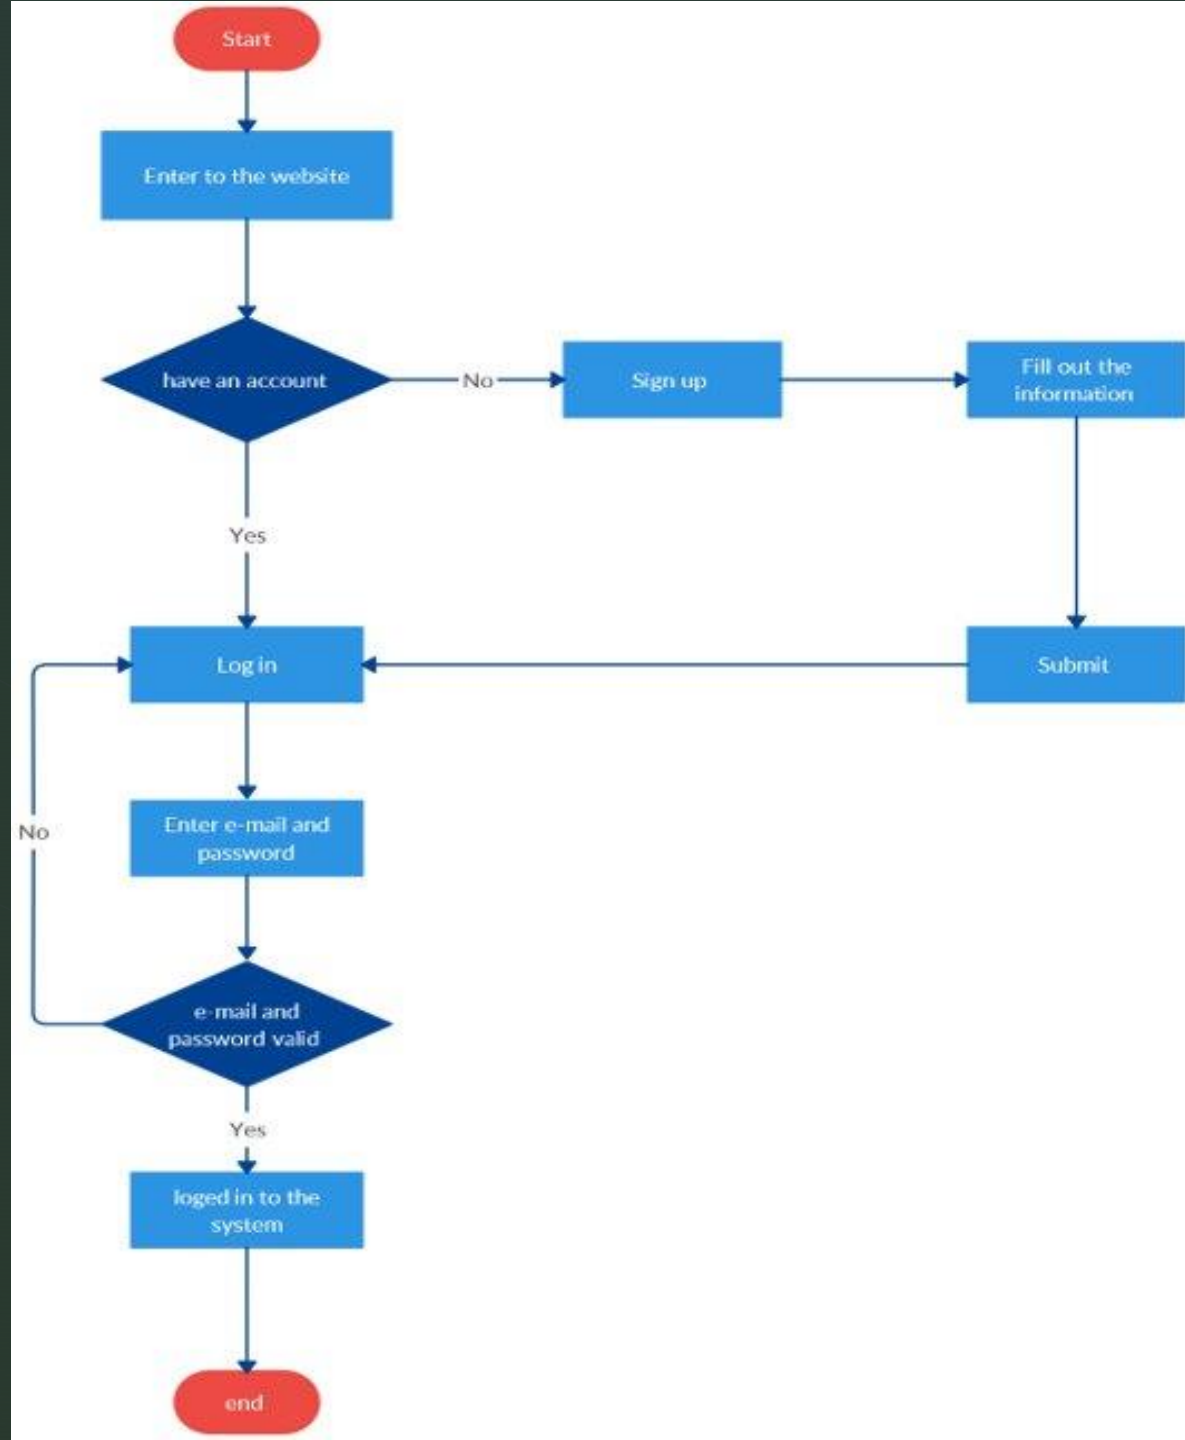 Start
Enter to the website
have an account
No
Sign up
Fill out the
information
Yes
Log in
Submit
No
Enter e-mail and
password
e-mail and
password valid
Yes
loged in to the
system
end